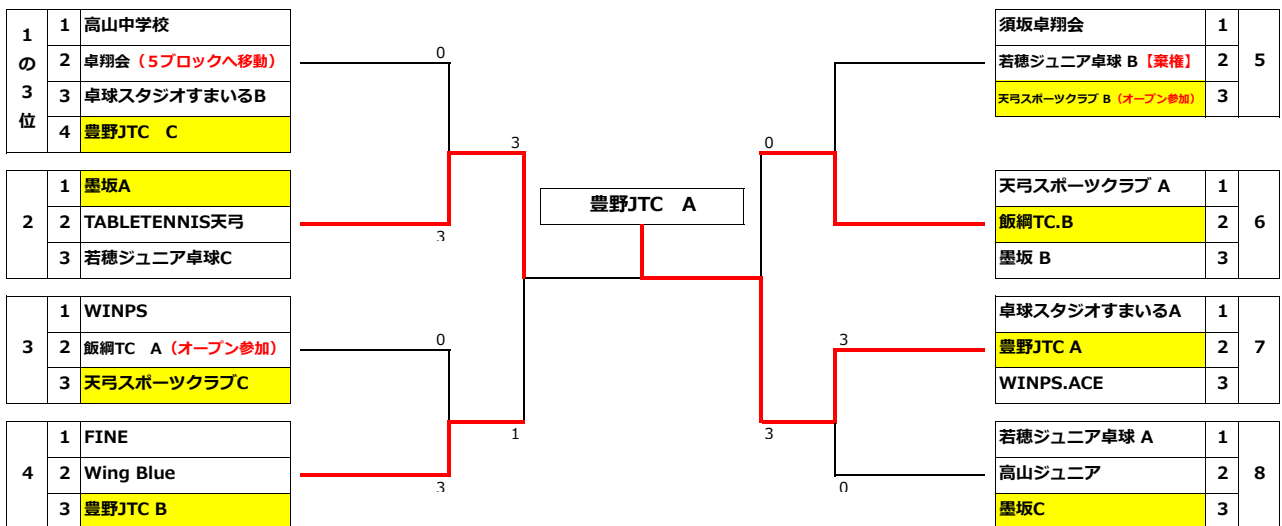 1の3位
1 高山中学校
2 卓翔会（５ブロックへ移動）
3 卓球スタジオすまいるB
4 豊野JTC　C
2
1 墨坂A
2 TABLETENNIS天弓
3 若穂ジュニア卓球C
3
1 WINPS
2 飯綱TC　A（オープン参加）
3 天弓スポーツクラブC
4
1 FINE
2 Wing Blue
3 豊野JTC B
0
3
3
0
3
1
豊野JTC　A
0
3
3
0
須坂卓翔会 1
若穂ジュニア卓球 B【棄権】 2
天弓スポーツクラブ B（オープン参加） 3
5
天弓スポーツクラブ A 1
飯綱TC.B 2
墨坂 B 3
6
卓球スタジオすまいるA 1
豊野JTC A 2
WINPS.ACE 3
7
若穂ジュニア卓球 A 1
高山ジュニア 2
墨坂C 3
8